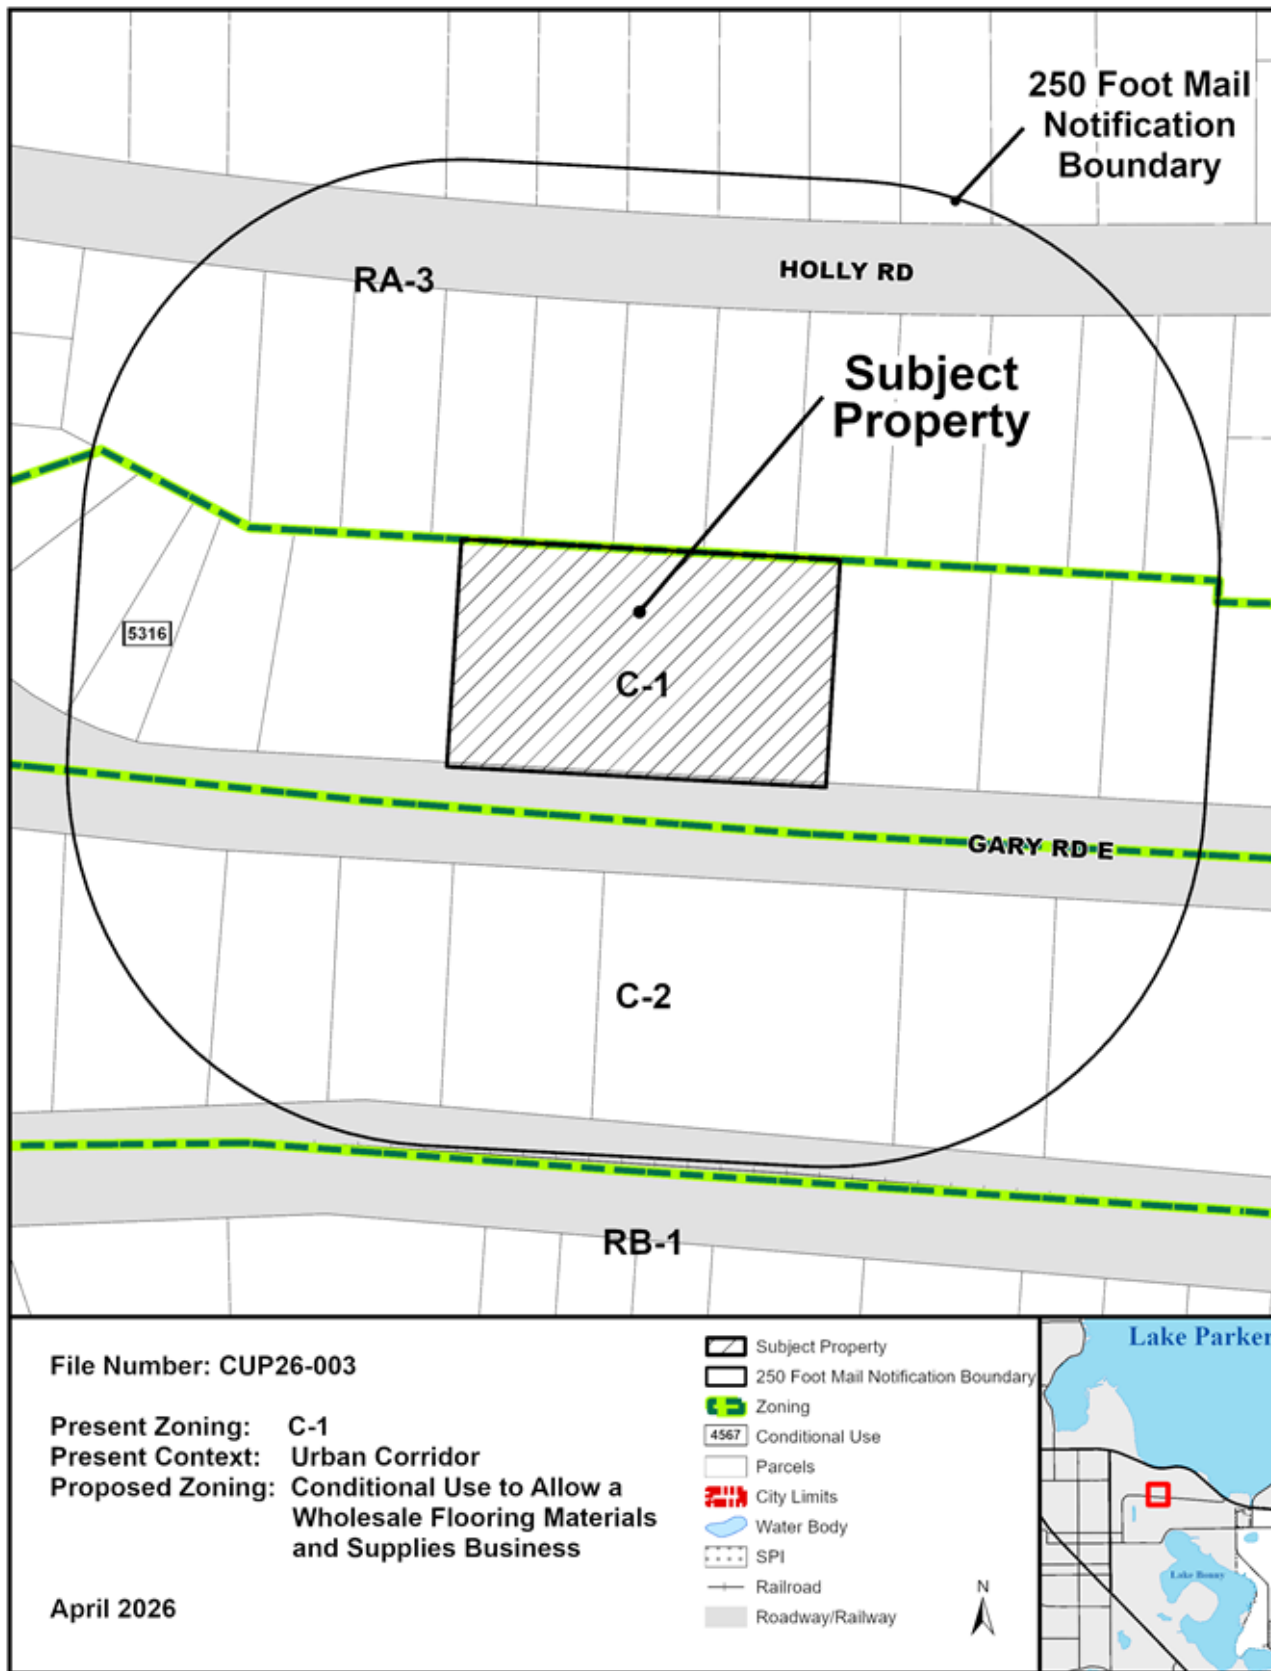 250 Foot Mail
Notification
Boundary
HOLLY RD
RA-3
Subject
Property
5316
C-1
GARY RD E
C-2
RB-1
File Number: CUP26-003
Present Zoning: C-1
Present Context: Urban Corridor
Proposed Zoning: Conditional Use to Allow a
Wholesale Flooring Materials
and Supplies Business
April 2026
Subject Property
250 Foot Mail Notification Boundary
Zoning
4567 Conditional Use
Parcels
City Limits
Water Body
SPI
Railroad
Roadway/Railway
N
Lake Parker
Lake Bonny